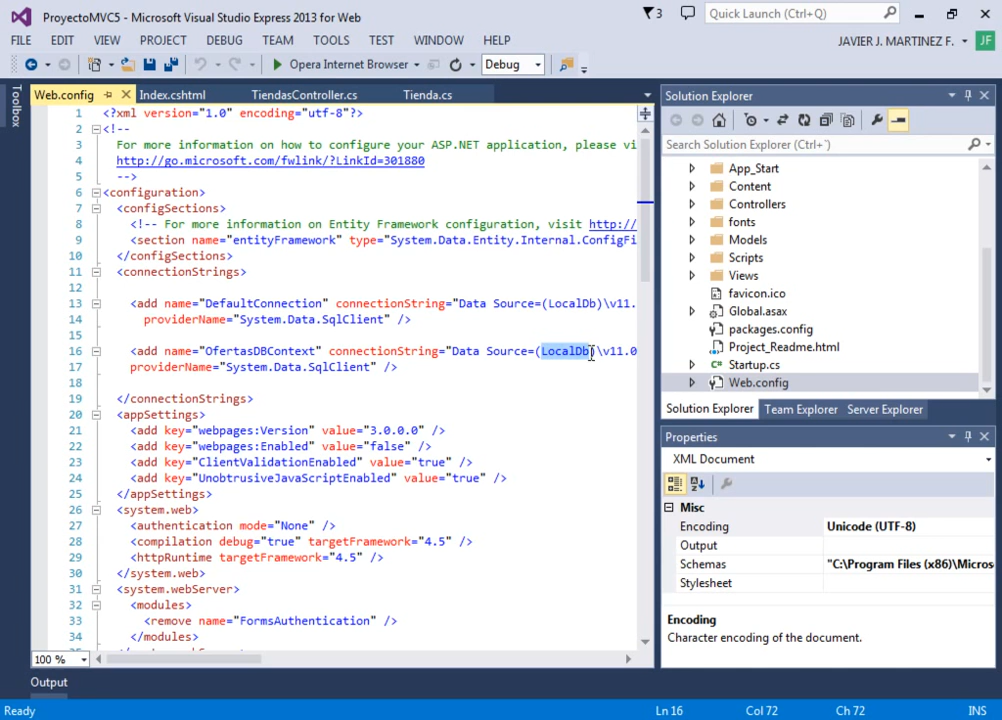 ProyectoMVC5 - Microsoft Visual Studio Express 2013 for Web
3
Quick Launch (Ctrl+Q)
FILE EDIT VIEW PROJECT DEBUG TEAM TOOLS TEST WINDOW HELP
JAVIER J. MARTINEZ F. JF
Opera Internet Browser Debug
Toolbox
Web.config Index.cshtml TiendasController.cs Tienda.cs
1 <?xml version="1.0" encoding="utf-8"?>
2 <!--
3 For more information on how to configure your ASP.NET application, please vi
4 http://go.microsoft.com/fwlink/?LinkId=301880
5 -->
6 <configuration>
7 <configSections>
8 <!-- For more information on Entity Framework configuration, visit http://
9 <section name="entityFramework" type="System.Data.Entity.Internal.ConfigFi
10 </configSections>
11 <connectionStrings>
12
13 <add name="DefaultConnection" connectionString="Data Source=(LocalDb)\v11.
14 providerName="System.Data.SqlClient" />
15
16 <add name="OfertasDBContext" connectionString="Data Source=(LocalDb)\v11.0
17 providerName="System.Data.SqlClient" />
18
19 </connectionStrings>
20 <appSettings>
21 <add key="webpages:Version" value="3.0.0.0" />
22 <add key="webpages:Enabled" value="false" />
23 <add key="ClientValidationEnabled" value="true" />
24 <add key="UnobtrusiveJavaScriptEnabled" value="true" />
25 </appSettings>
26 <system.web>
27 <authentication mode="None" />
28 <compilation debug="true" targetFramework="4.5" />
29 <httpRuntime targetFramework="4.5" />
30 </system.web>
31 <system.webServer>
32 <modules>
33 <remove name="FormsAuthentication" />
34 </modules>
100 %
Output
Ready Ln 16 Col 72 Ch 72 INS
Solution Explorer
Search Solution Explorer (Ctrl+´)
App_Start
Content
Controllers
fonts
Models
Scripts
Views
favicon.ico
Global.asax
packages.config
Project_Readme.html
Startup.cs
Web.config
Solution Explorer Team Explorer Server Explorer
Properties
XML Document
Misc
Encoding Unicode (UTF-8)
Output
Schemas "C:\Program Files (x86)\Micros
Stylesheet
Encoding
Character encoding of the document.